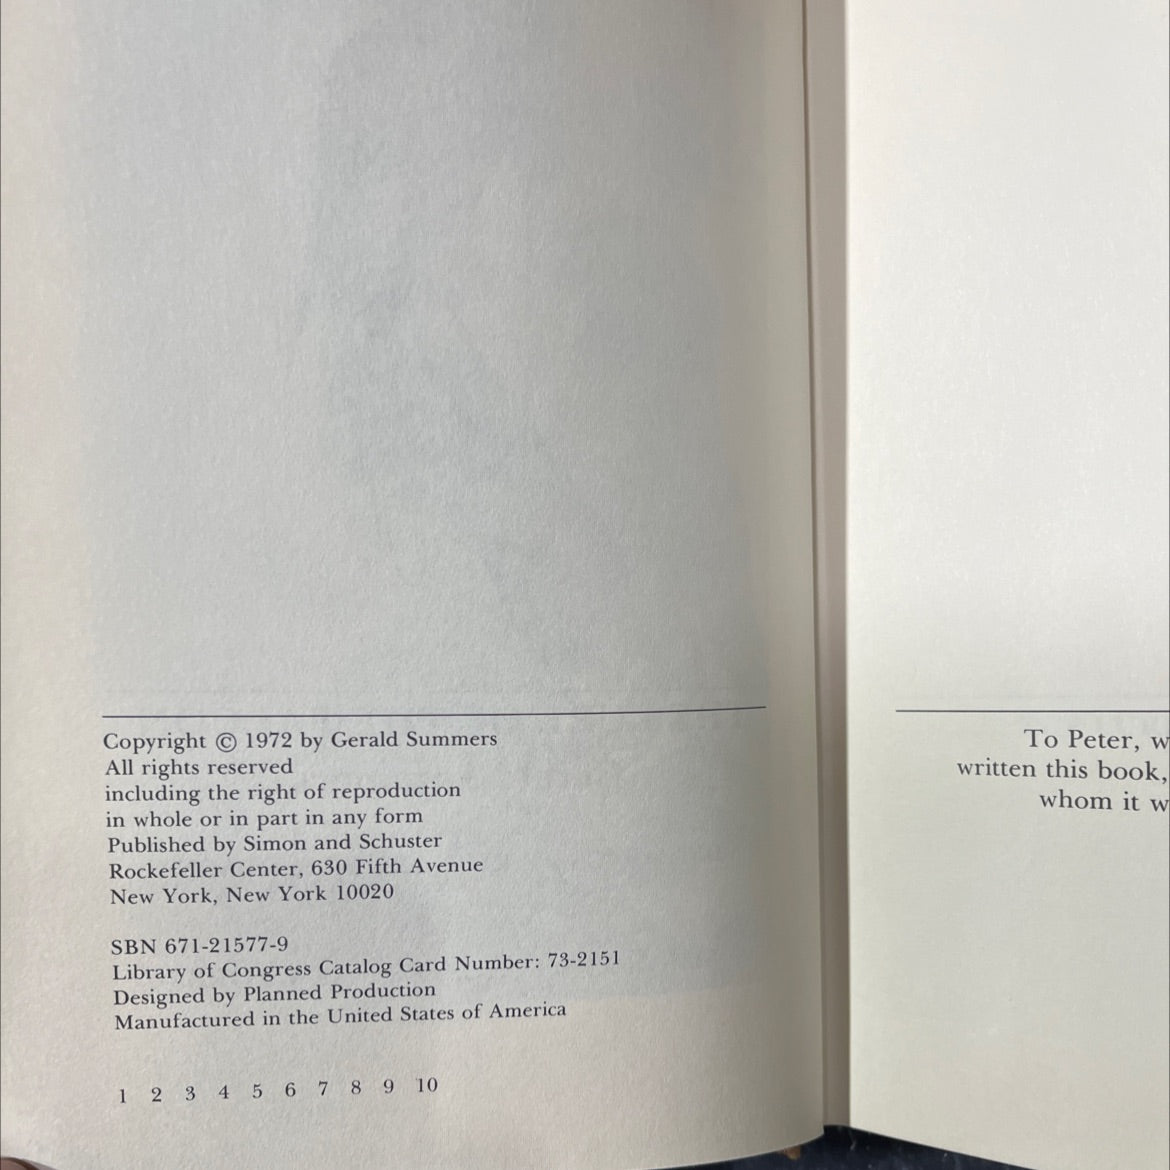 Copyright © 1972 by Gerald Summers
All rights reserved
including the right of reproduction
in whole or in part in any form
Published by Simon and Schuster
Rockefeller Center, 630 Fifth Avenue
New York, New York 10020
SBN 671-21577-9
Library of Congress Catalog Card Number: 73-2151
Designed by Planned Production
Manufactured in the United States of America
1 2 3 4 5 6 7 8 9 10
To Peter, w
written this book,
whom it w